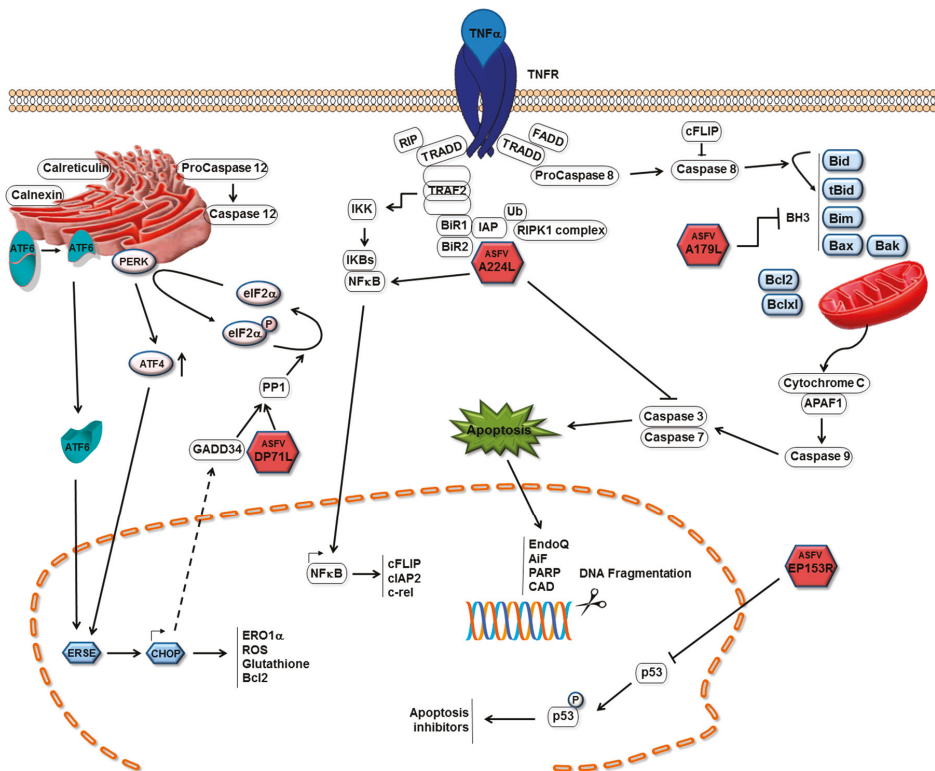 TNFα
TNFR
RIP
TRADD
FADD
TRADD
ProCaspase 8
cFLIP
Caspase 8
Bid
tBid
Bim
Bax
Bak
BH3
ASFV
A179L
Bcl2
Bclxl
Calreticulin
ProCaspase 12
Calnexin
Caspase 12
ATF6
ATF6
PERK
TRAF2
IKK
BiR1
IAP
Ub
RIPK1 complex
BiR2
IKBs
NFκB
ASFV
A224L
eIF2α
eIF2α
P
ATF4
PP1
Cytochrome C
APAF1
Caspase 9
Caspase 3
Caspase 7
Apoptosis
ATF6
GADD34
ASFV
DP71L
NFκB
cFLIP
cIAP2
c-rel
EndoQ
AiF
PARP
CAD
DNA Fragmentation
ASFV
EP153R
ERSE
CHOP
ERO1α
ROS
Glutathione
Bcl2
p53
P
p53
Apoptosis
inhibitors